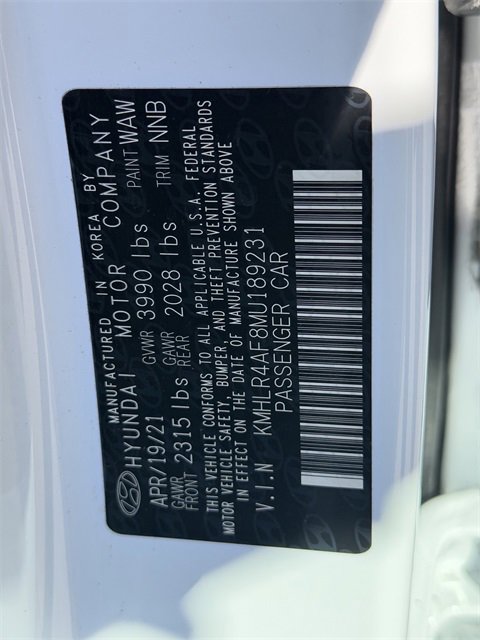 MANUFACTURED IN KOREA BY
HYUNDAI MOTOR COMPANY
APR/19/21 GVWR 3990 lbs PAINT WAW
GAWR FRONT 2315 lbs GAWR REAR 2028 lbs TRIM NNB
THIS VEHICLE CONFORMS TO ALL APPLICABLE U.S.A. FEDERAL
MOTOR VEHICLE SAFETY, BUMPER, AND THEFT PREVENTION STANDARDS
IN EFFECT ON THE DATE OF MANUFACTURE SHOWN ABOVE
V.I.N KMHLR4AF8MU189231
PASSENGER CAR